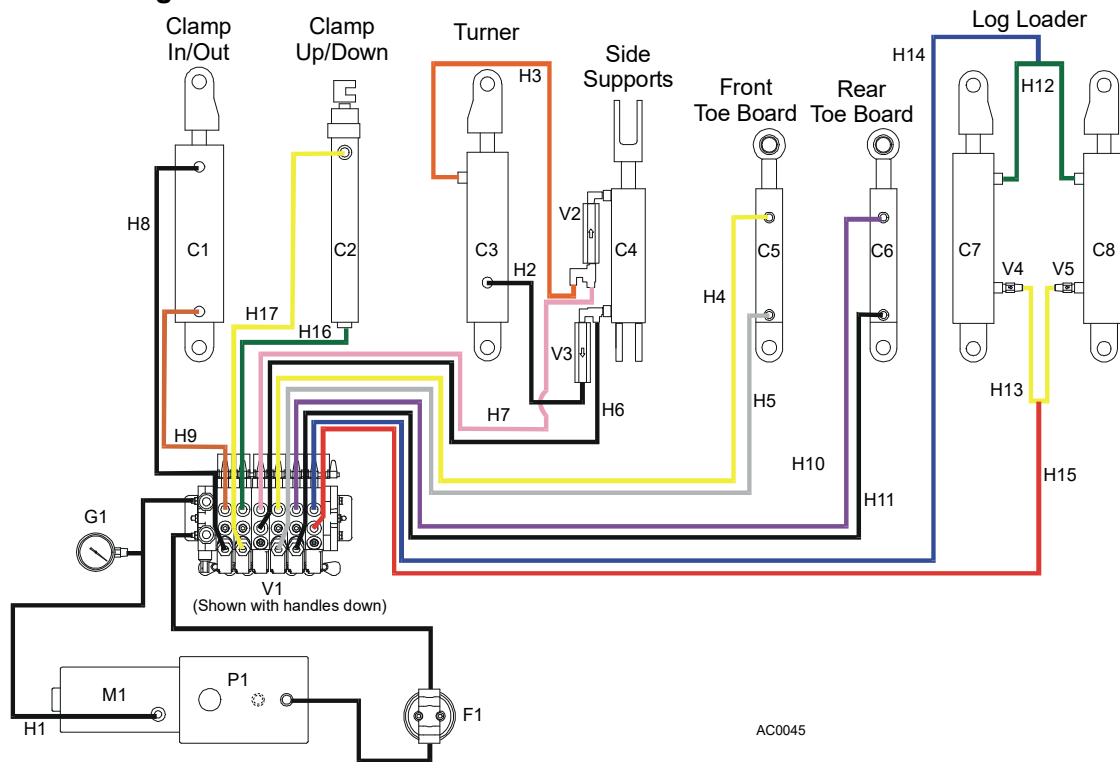 Clamp
In/Out
Clamp
Up/Down
Turner
Side
Supports
Front
Toe Board
Rear
Toe Board
Log Loader
H14
H3
H12
H8
V2
C1
C2
C3
C4
C5
C6
C7
C8
H2
H4
V4
V5
H17
H16
V3
H13
H7
H6
H5
H9
H10
H15
H11
G1
V1
(Shown with handles down)
M1
P1
F1
H1
AC0045